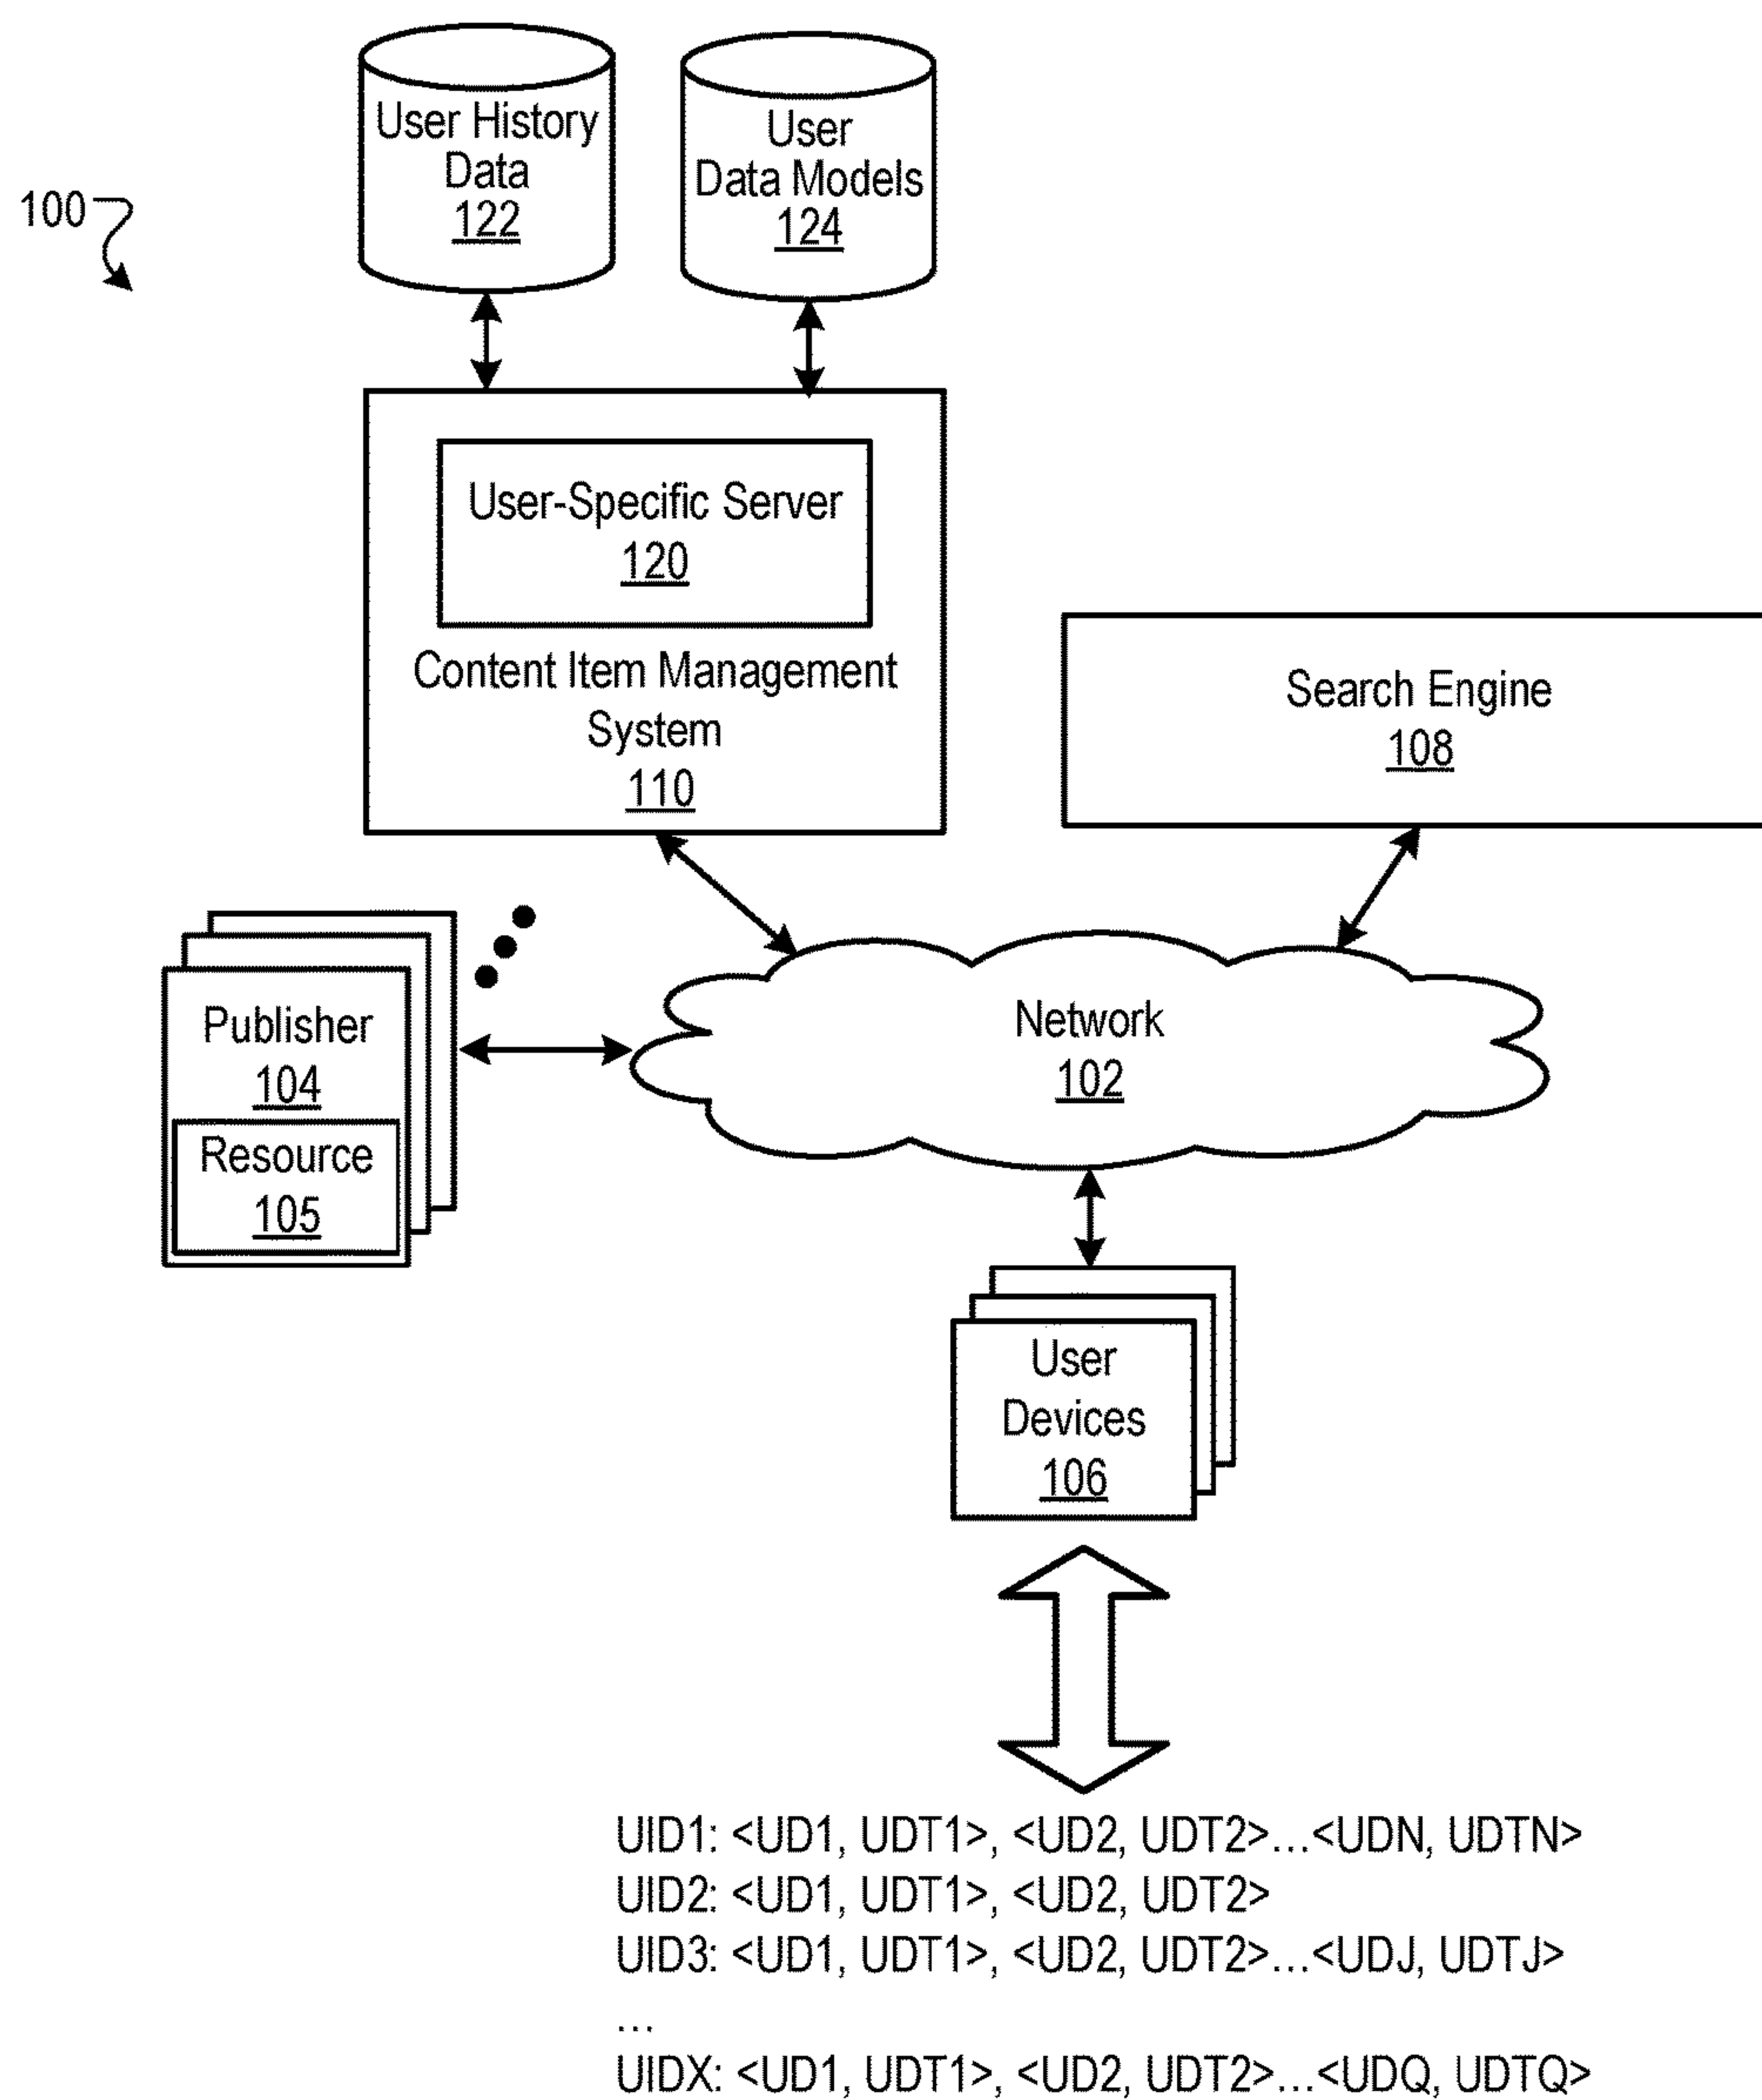 User History
Data
122
User
Data Models
124
100
User-Specific Server
120
Content Item Management
System
110
Search Engine
108
Publisher
104
Resource
105
Network
102
User
Devices
106
UID1: <UD1, UDT1>, <UD2, UDT2>...<UDN, UDTN>
UID2: <UD1, UDT1>, <UD2, UDT2>
UID3: <UD1, UDT1>, <UD2, UDT2>...<UDJ, UDTJ>
...
UIDX: <UD1, UDT1>, <UD2, UDT2>...<UDQ, UDTQ>